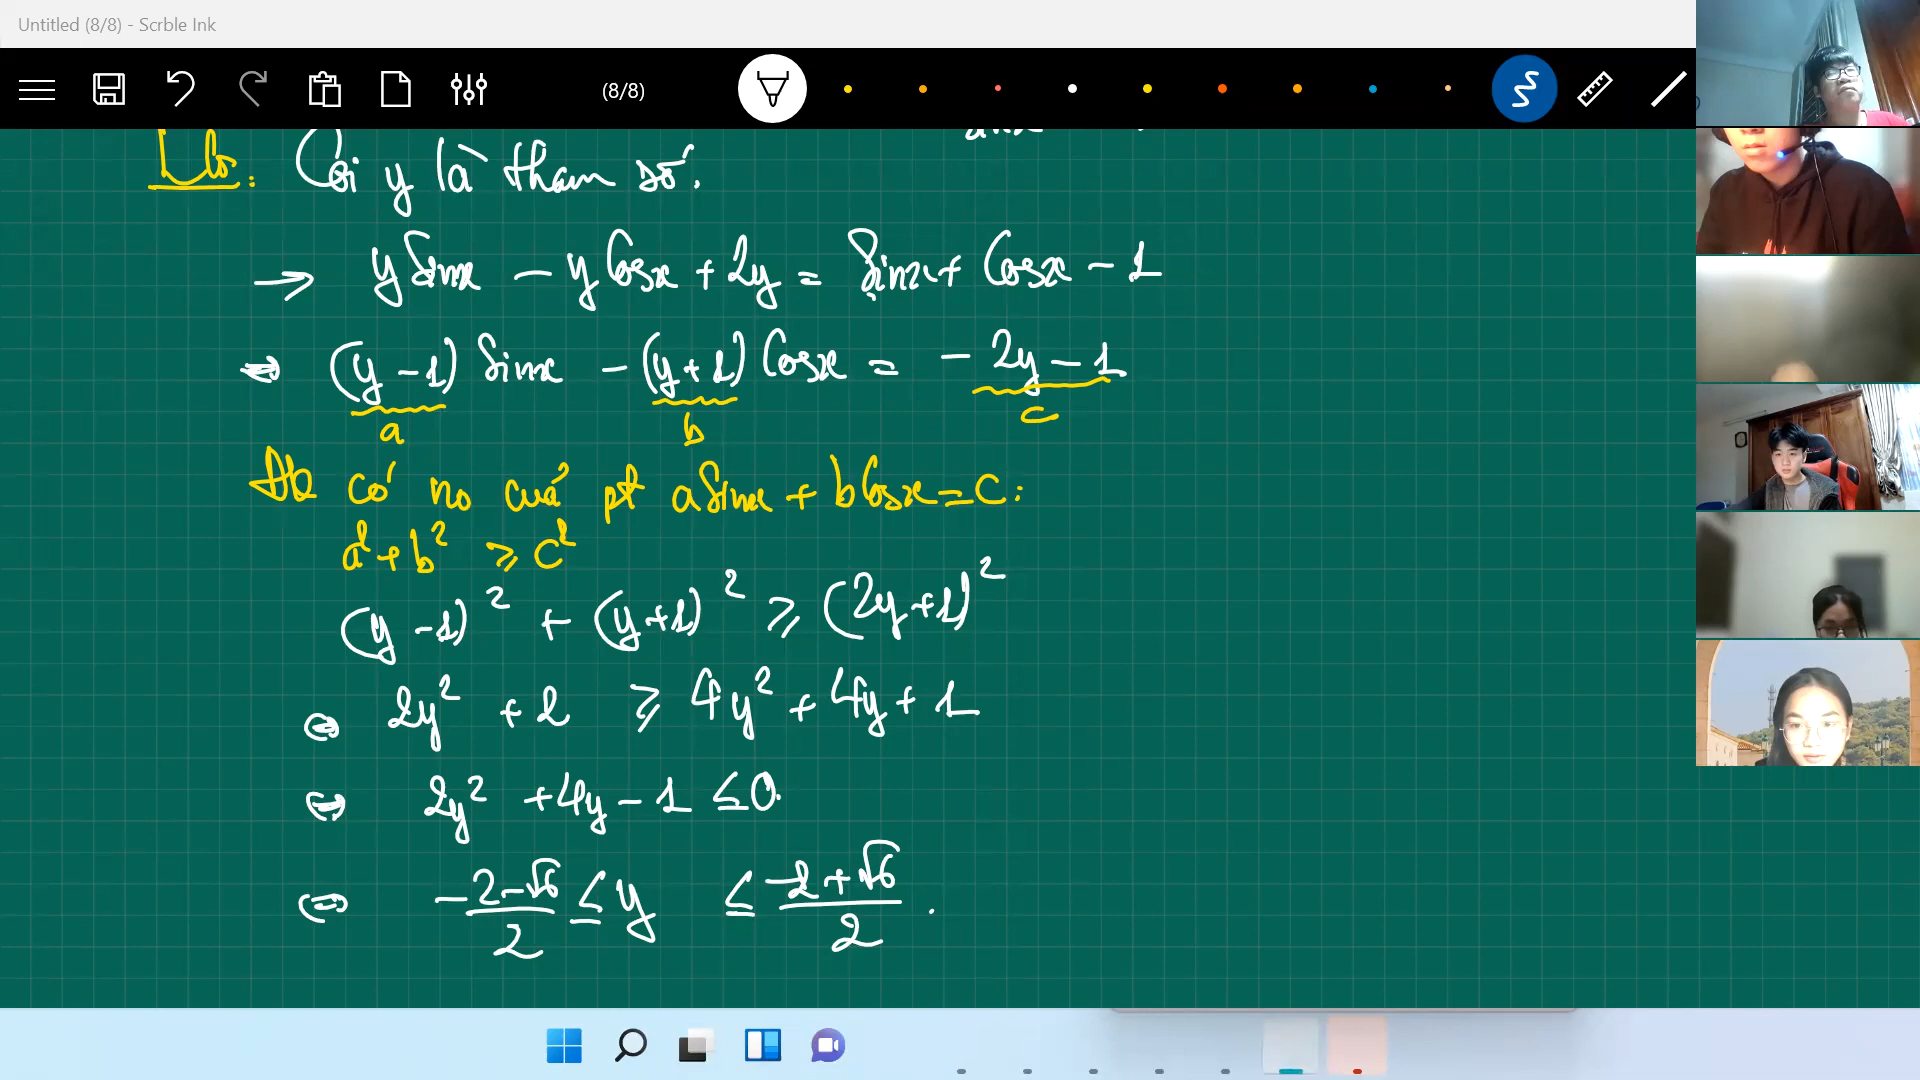 Untitled (8/8) - Scrble Ink
(8/8)
Coi y là tham số.
→ y Sinx − y Cosx + 2y = Sinx + Cosx − 1
⇔ (y − 1) Sinx − (y + 1) Cosx = − 2y − 1
a b c
Đk có no của pt aSinx + bCosx = C :
a² + b² ⩾ c²
(y − 1)² + (y + 1)² ⩾ (2y + 1)²
⇔ 2y² + 2 ⩾ 4y² + 4y + 1
⇔ 2y² + 4y − 1 ≤ 0.
⇔ (−2 − √6)/2 ≤ y ≤ (−2 + √6)/2 .